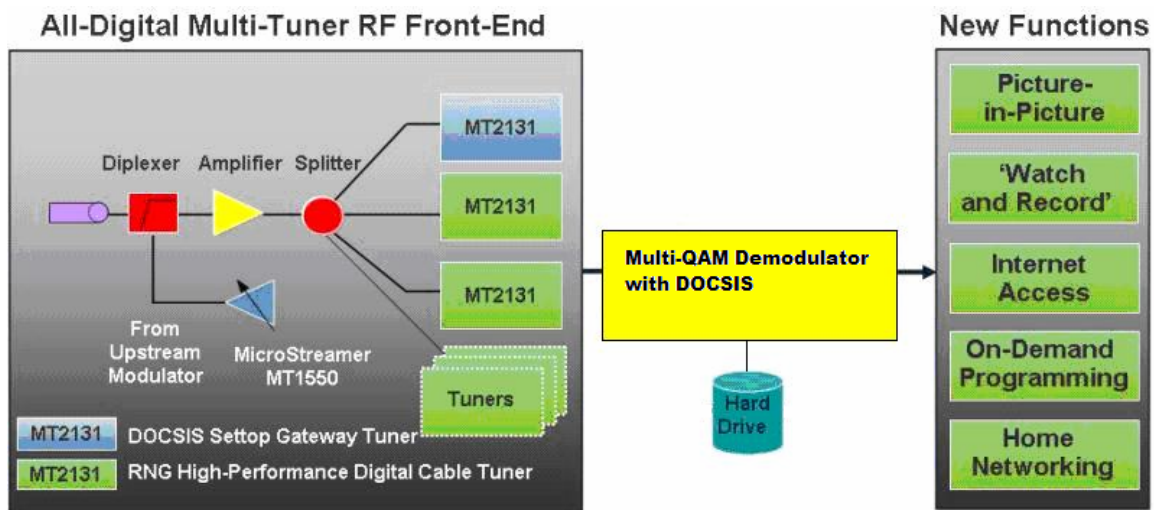 All-Digital Multi-Tuner RF Front-End
New Functions
Diplexer
Amplifier
Splitter
MT2131
MT2131
MT2131
Tuners
From
Upstream
Modulator
MicroStreamer
MT1550
MT2131
DOCSIS Settop Gateway Tuner
MT2131
RNG High-Performance Digital Cable Tuner
Multi-QAM Demodulator
with DOCSIS
Hard
Drive
Picture-
in-Picture
‘Watch
and Record’
Internet
Access
On-Demand
Programming
Home
Networking